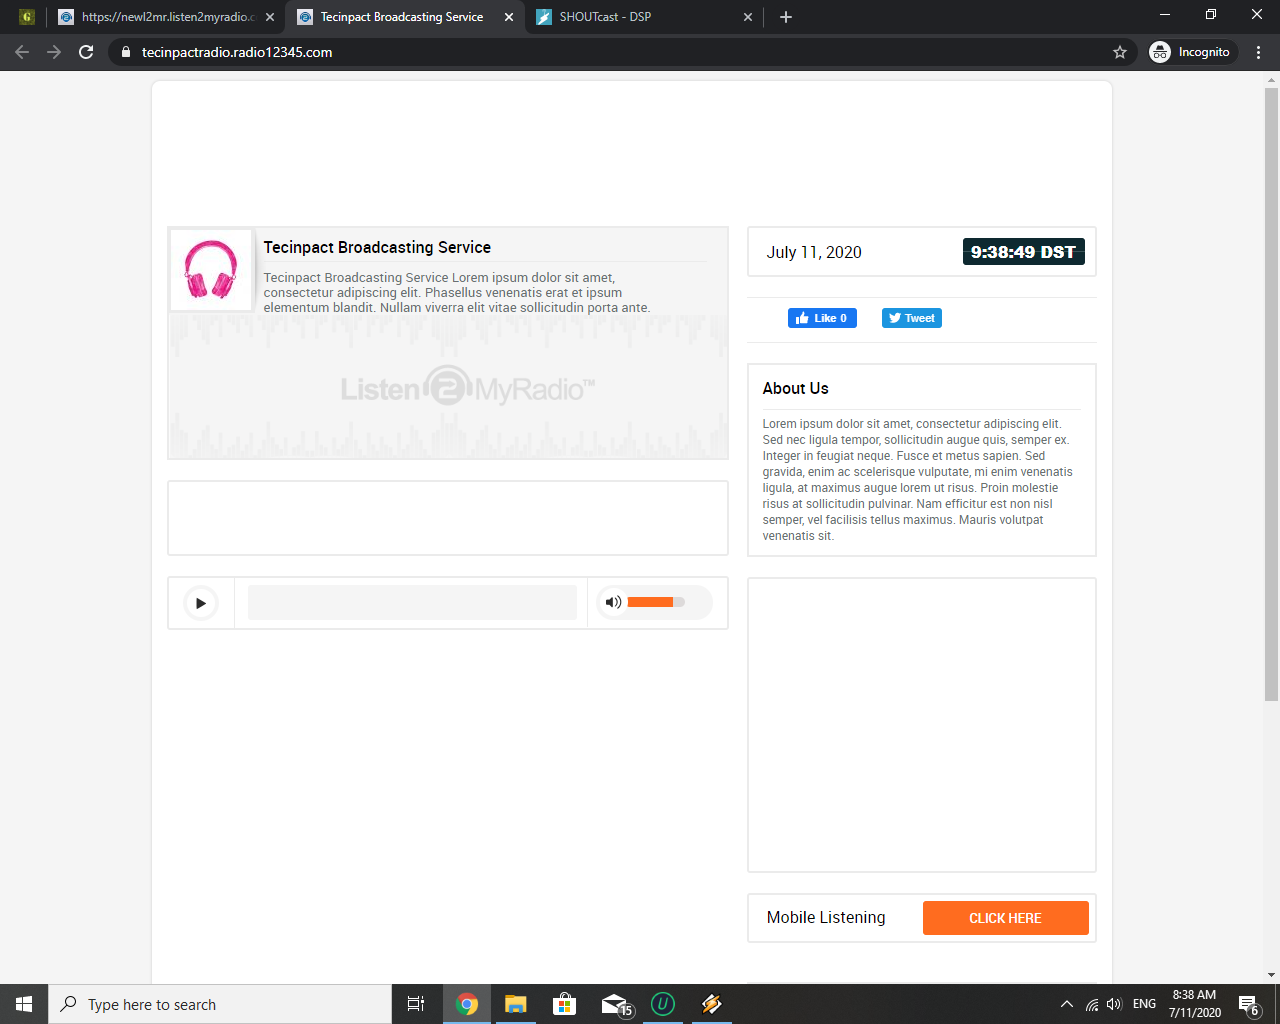 G
https://newl2mr.listen2myradio.c
Tecinpact Broadcasting Service
SHOUTcast - DSP
tecinpactradio.radio12345.com
Incognito
Tecinpact Broadcasting Service
Tecinpact Broadcasting Service Lorem ipsum dolor sit amet,
consectetur adipiscing elit. Phasellus venenatis erat et ipsum
elementum blandit. Nullam viverra elit vitae sollicitudin porta ante.
Listen2MyRadio™
July 11, 2020
9:38:49 DST
Like 0
Tweet
About Us
Lorem ipsum dolor sit amet, consectetur adipiscing elit.
Sed nec ligula tempor, sollicitudin augue quis, semper ex.
Integer in feugiat neque. Fusce et metus sapien. Sed
gravida, enim ac scelerisque vulputate, mi enim venenatis
ligula, at maximus augue lorem ut risus. Proin molestie
risus at sollicitudin pulvinar. Nam efficitur est non nisl
semper, vel facilisis tellus maximus. Mauris volutpat
venenatis sit.
Mobile Listening
CLICK HERE
Type here to search
15
U
ENG
8:38 AM
7/11/2020
6